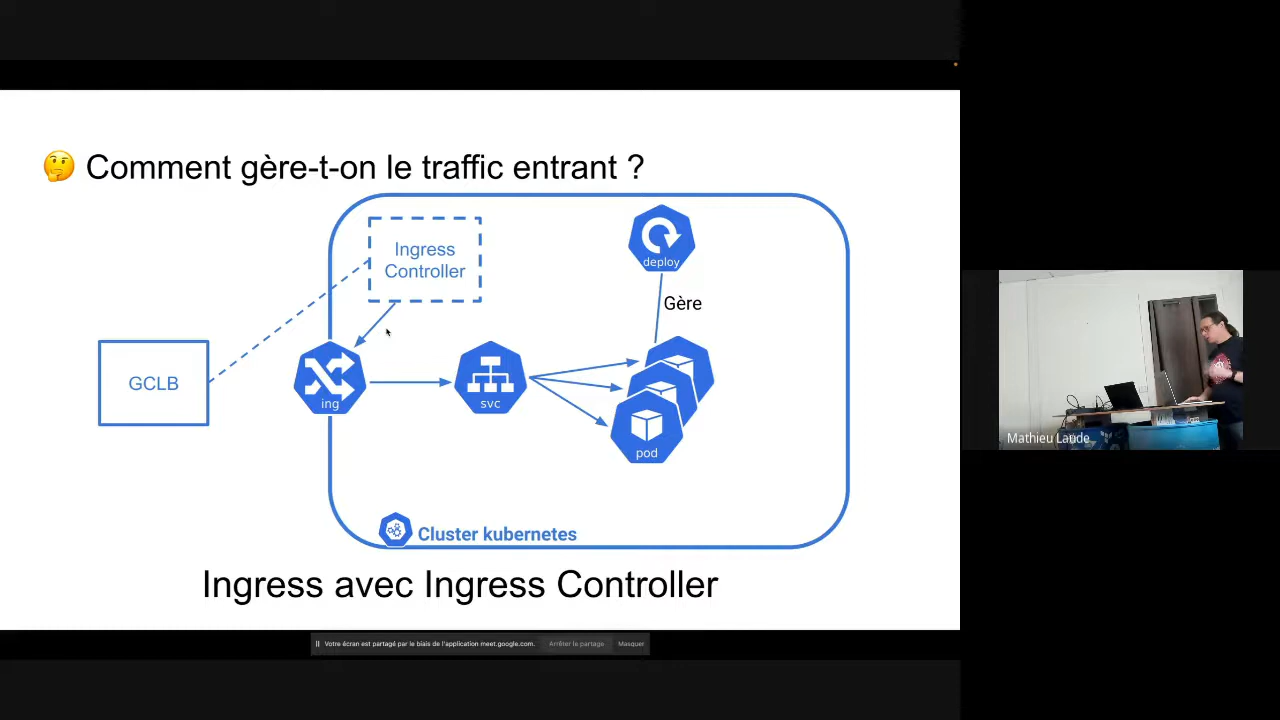 🤔 Comment gère-t-on le traffic entrant ?
Ingress
Controller
deploy
Gère
GCLB
ing
svc
pod
Cluster kubernetes
Ingress avec Ingress Controller
Mathieu Laude
Votre écran est partagé par le biais de l'application meet.google.com.
Arrêter le partage
Masquer